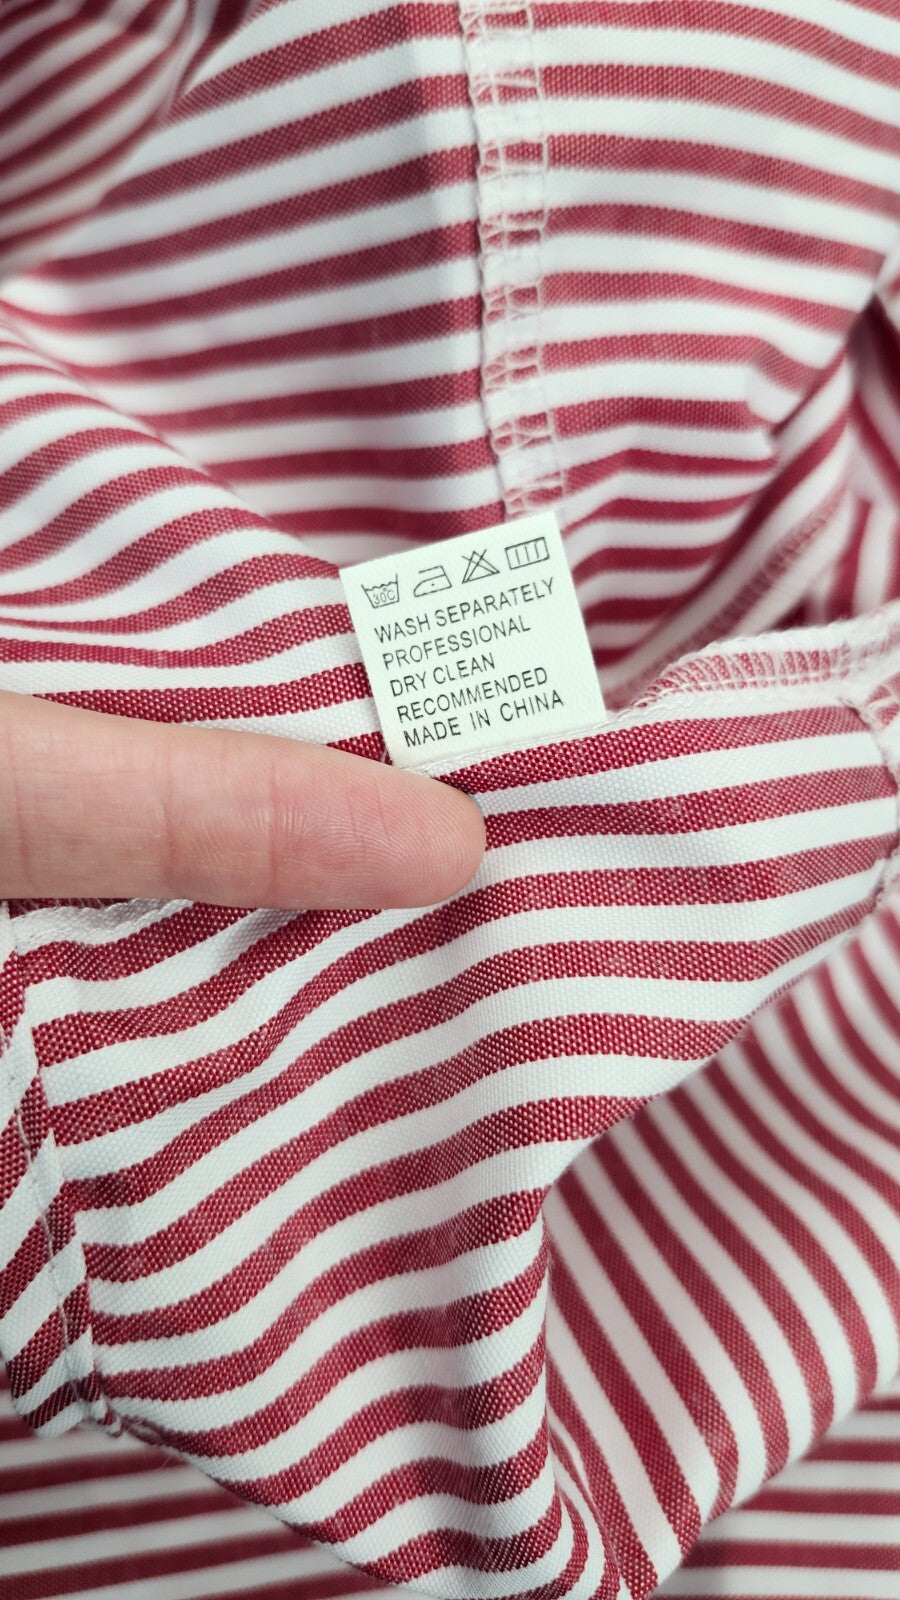 30C
WASH SEPARATELY
PROFESSIONAL
DRY CLEAN
RECOMMENDED
MADE IN CHINA